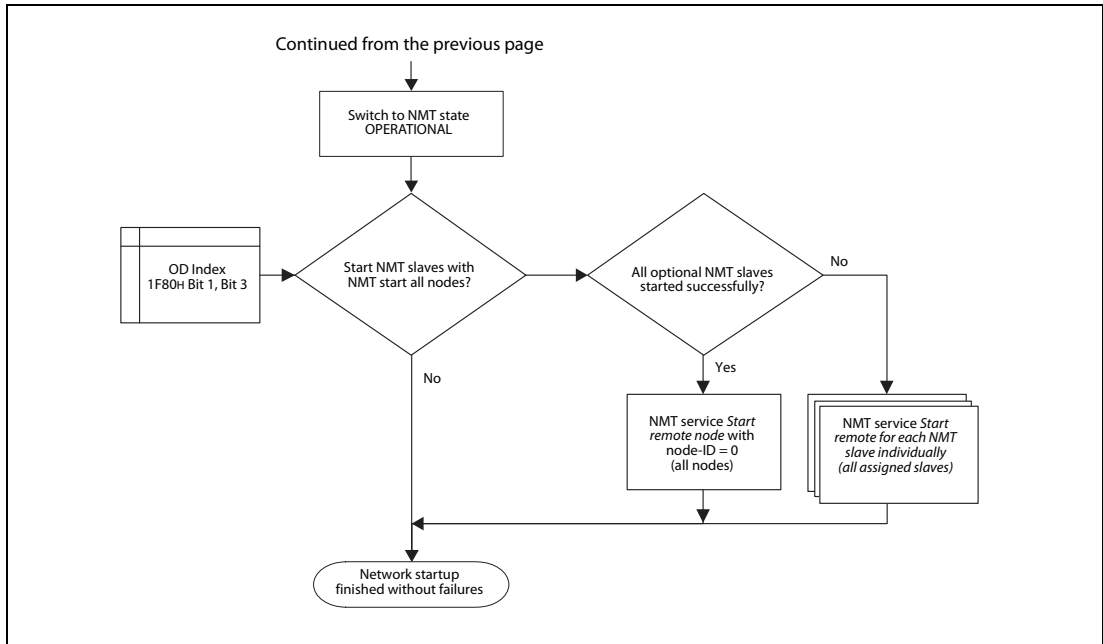 Continued from the previous page
Switch to NMT state
OPERATIONAL
OD Index
1F80H Bit 1, Bit 3
Start NMT slaves with
NMT start all nodes?
All optional NMT slaves
started successfully?
No
No
Yes
NMT service Start
remote node with
node-ID = 0
(all nodes)
NMT service Start
remote for each NMT
slave individually
(all assigned slaves)
Network startup
finished without failures